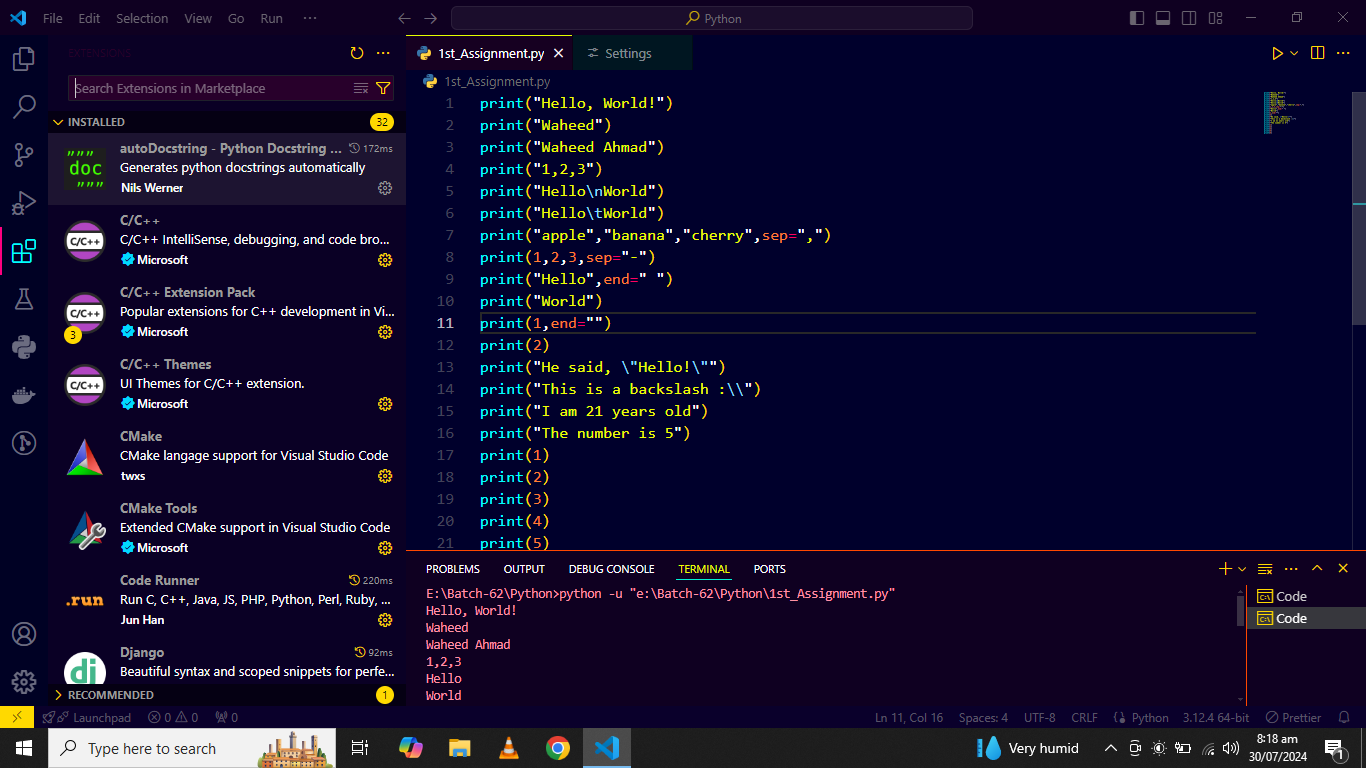 File Edit Selection View Go Run ···
Python
EXTENSIONS
Search Extensions in Marketplace
INSTALLED 32
autoDocstring - Python Docstring ... 172ms
Generates python docstrings automatically
Nils Werner
C/C++
C/C++ IntelliSense, debugging, and code bro...
Microsoft
C/C++ Extension Pack
Popular extensions for C++ development in Vi...
Microsoft
3
C/C++ Themes
UI Themes for C/C++ extension.
Microsoft
CMake
CMake langage support for Visual Studio Code
twxs
CMake Tools
Extended CMake support in Visual Studio Code
Microsoft
Code Runner 220ms
Run C, C++, Java, JS, PHP, Python, Perl, Ruby, ...
Jun Han
.run
Django 92ms
Beautiful syntax and scoped snippets for perfe...
RECOMMENDED 1
""" doc """
C/C++
C/C++
C/C++
di
1st_Assignment.py Settings
1st_Assignment.py
1 print("Hello, World!")
2 print("Waheed")
3 print("Waheed Ahmad")
4 print("1,2,3")
5 print("Hello\nWorld")
6 print("Hello\tWorld")
7 print("apple","banana","cherry",sep=",")
8 print(1,2,3,sep="-")
9 print("Hello",end=" ")
10 print("World")
11 print(1,end="")
12 print(2)
13 print("He said, \"Hello!\"")
14 print("This is a backslash :\\")
15 print("I am 21 years old")
16 print("The number is 5")
17 print(1)
18 print(2)
19 print(3)
20 print(4)
21 print(5)
PROBLEMS OUTPUT DEBUG CONSOLE TERMINAL PORTS
E:\Batch-62\Python>python -u "e:\Batch-62\Python\1st_Assignment.py"
Hello, World!
Waheed
Waheed Ahmad
1,2,3
Hello
World
Code
Code
Launchpad 0 0 0 Ln 11, Col 16 Spaces: 4 UTF-8 CRLF Python 3.12.4 64-bit Prettier
Type here to search
Very humid
8:18 am
30/07/2024
1